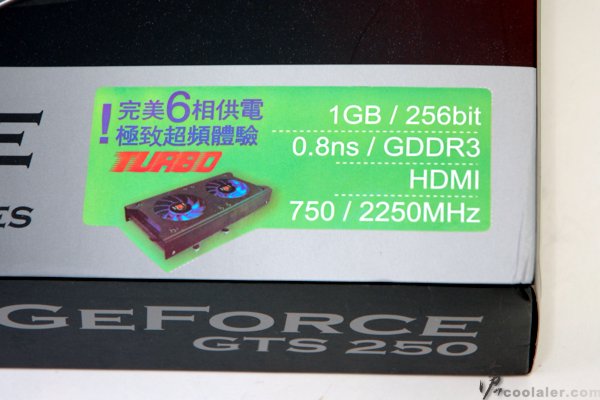 完美6相供電
!極致超頻體驗
TURBO
1GB / 256bit
0.8ns / GDDR3
HDMI
750 / 2250MHz
ES
GEFORCE
GTS 250
coolaler.com